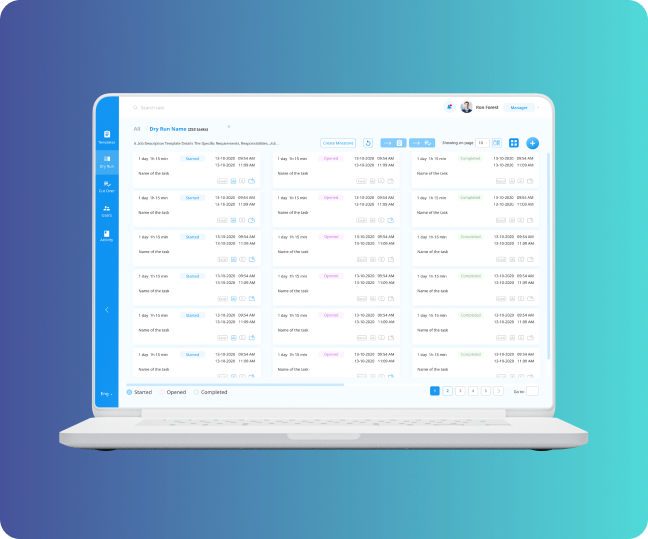 Search task
Ron Forest Manager
Templates
Dry Run
Cut Over
Users
Activity
Eng
All Dry Run Name (250 tasks)
A Job Description Template Details The Specific Requirements, Responsibilities, Job.
Create Milestone
Showing on page 10
1 day 1h 15 min Started 13-10-2020 09:54 AM
13-10-2020 11:09 AM
Name of the task
1 day 1h 15 min Opened 13-10-2020 09:54 AM
13-10-2020 11:09 AM
Name of the task
1 day 1h 15 min Completed 13-10-2020 09:54 AM
13-10-2020 11:09 AM
Name of the task
1 day 1h 15 min Started 13-10-2020 09:54 AM
13-10-2020 11:09 AM
Name of the task
1 day 1h 15 min Opened 13-10-2020 09:54 AM
13-10-2020 11:09 AM
Name of the task
1 day 1h 15 min Completed 13-10-2020 09:54 AM
13-10-2020 11:09 AM
Name of the task
1 day 1h 15 min Started 13-10-2020 09:54 AM
13-10-2020 11:09 AM
Name of the task
1 day 1h 15 min Opened 13-10-2020 09:54 AM
13-10-2020 11:09 AM
Name of the task
1 day 1h 15 min Completed 13-10-2020 09:54 AM
13-10-2020 11:09 AM
Name of the task
1 day 1h 15 min Started 13-10-2020 09:54 AM
13-10-2020 11:09 AM
Name of the task
1 day 1h 15 min Opened 13-10-2020 09:54 AM
13-10-2020 11:09 AM
Name of the task
1 day 1h 15 min Completed 13-10-2020 09:54 AM
13-10-2020 11:09 AM
Name of the task
1 day 1h 15 min Started 13-10-2020 09:54 AM
13-10-2020 11:09 AM
Name of the task
1 day 1h 15 min Opened 13-10-2020 09:54 AM
13-10-2020 11:09 AM
Name of the task
1 day 1h 15 min Completed 13-10-2020 09:54 AM
13-10-2020 11:09 AM
Name of the task
1 day 1h 15 min Started 13-10-2020 09:54 AM
13-10-2020 11:09 AM
Name of the task
1 day 1h 15 min Opened 13-10-2020 09:54 AM
13-10-2020 11:09 AM
Name of the task
1 day 1h 15 min Completed 13-10-2020 09:54 AM
13-10-2020 11:09 AM
Name of the task
Started Opened Completed
1 2 3 4 5
Go to: